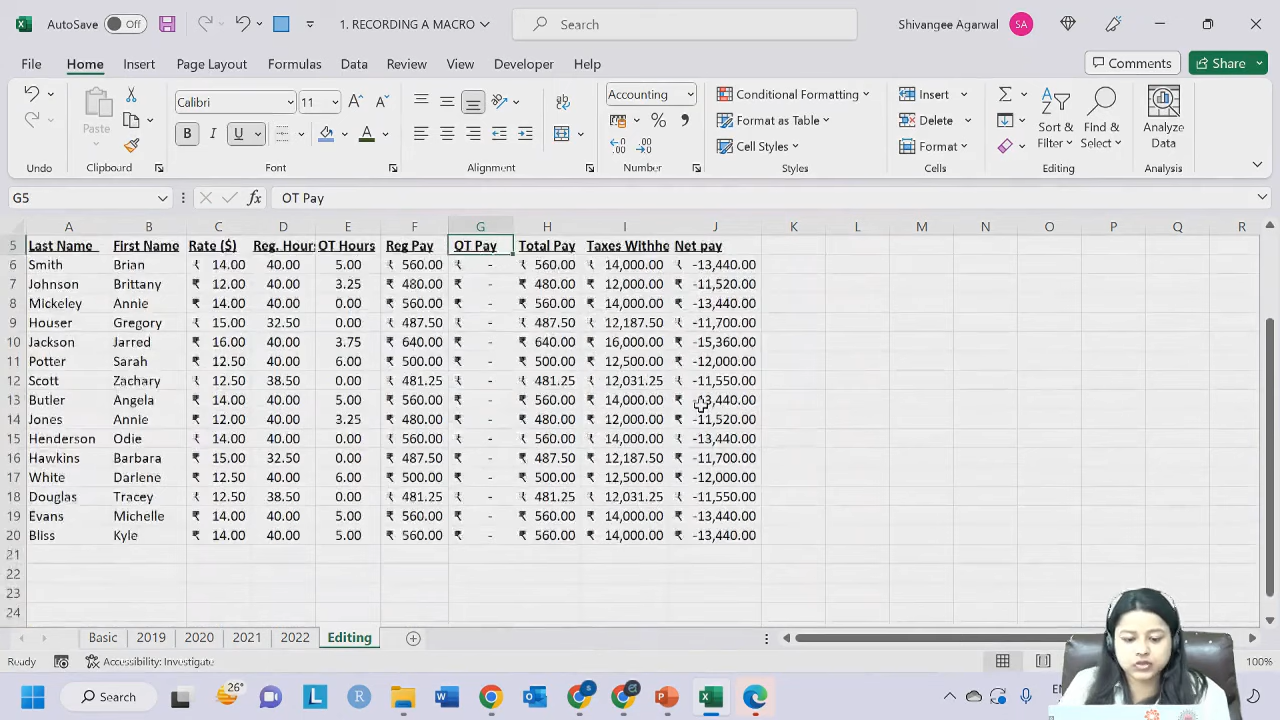 AutoSave Off 1. RECORDING A MACRO Search Shivangee Agarwal SA
File Home Insert Page Layout Formulas Data Review View Developer Help Comments Share
Calibri 11 Accounting Conditional Formatting Insert
Paste B I U Format as Table Delete Sort & Filter Find & Select Analyze Data
Cell Styles Format
Undo Clipboard Font Alignment Number Styles Cells Editing Analysis
G5 fx OT Pay
A B C D E F G H I J K L M N O P Q R
5 Last Name First Name Rate ($) Reg. Hours OT Hours Reg Pay OT Pay Total Pay Taxes Withhe Net pay
6 Smith Brian ₹ 14.00 40.00 5.00 ₹ 560.00 ₹ - ₹ 560.00 ₹ 14,000.00 ₹ -13,440.00
7 Johnson Brittany ₹ 12.00 40.00 3.25 ₹ 480.00 ₹ - ₹ 480.00 ₹ 12,000.00 ₹ -11,520.00
8 Mickeley Annie ₹ 14.00 40.00 0.00 ₹ 560.00 ₹ - ₹ 560.00 ₹ 14,000.00 ₹ -13,440.00
9 Houser Gregory ₹ 15.00 32.50 0.00 ₹ 487.50 ₹ - ₹ 487.50 ₹ 12,187.50 ₹ -11,700.00
10 Jackson Jarred ₹ 16.00 40.00 3.75 ₹ 640.00 ₹ - ₹ 640.00 ₹ 16,000.00 ₹ -15,360.00
11 Potter Sarah ₹ 12.50 40.00 6.00 ₹ 500.00 ₹ - ₹ 500.00 ₹ 12,500.00 ₹ -12,000.00
12 Scott Zachary ₹ 12.50 38.50 0.00 ₹ 481.25 ₹ - ₹ 481.25 ₹ 12,031.25 ₹ -11,550.00
13 Butler Angela ₹ 14.00 40.00 5.00 ₹ 560.00 ₹ - ₹ 560.00 ₹ 14,000.00 ₹ -13,440.00
14 Jones Annie ₹ 12.00 40.00 3.25 ₹ 480.00 ₹ - ₹ 480.00 ₹ 12,000.00 ₹ -11,520.00
15 Henderson Odie ₹ 14.00 40.00 0.00 ₹ 560.00 ₹ - ₹ 560.00 ₹ 14,000.00 ₹ -13,440.00
16 Hawkins Barbara ₹ 15.00 32.50 0.00 ₹ 487.50 ₹ - ₹ 487.50 ₹ 12,187.50 ₹ -11,700.00
17 White Darlene ₹ 12.50 40.00 6.00 ₹ 500.00 ₹ - ₹ 500.00 ₹ 12,500.00 ₹ -12,000.00
18 Douglas Tracey ₹ 12.50 38.50 0.00 ₹ 481.25 ₹ - ₹ 481.25 ₹ 12,031.25 ₹ -11,550.00
19 Evans Michelle ₹ 14.00 40.00 5.00 ₹ 560.00 ₹ - ₹ 560.00 ₹ 14,000.00 ₹ -13,440.00
20 Bliss Kyle ₹ 14.00 40.00 5.00 ₹ 560.00 ₹ - ₹ 560.00 ₹ 14,000.00 ₹ -13,440.00
21
22
23
24
Basic 2019 2020 2021 2022 Editing
Ready Accessibility: Investigate 100%
Search 26°